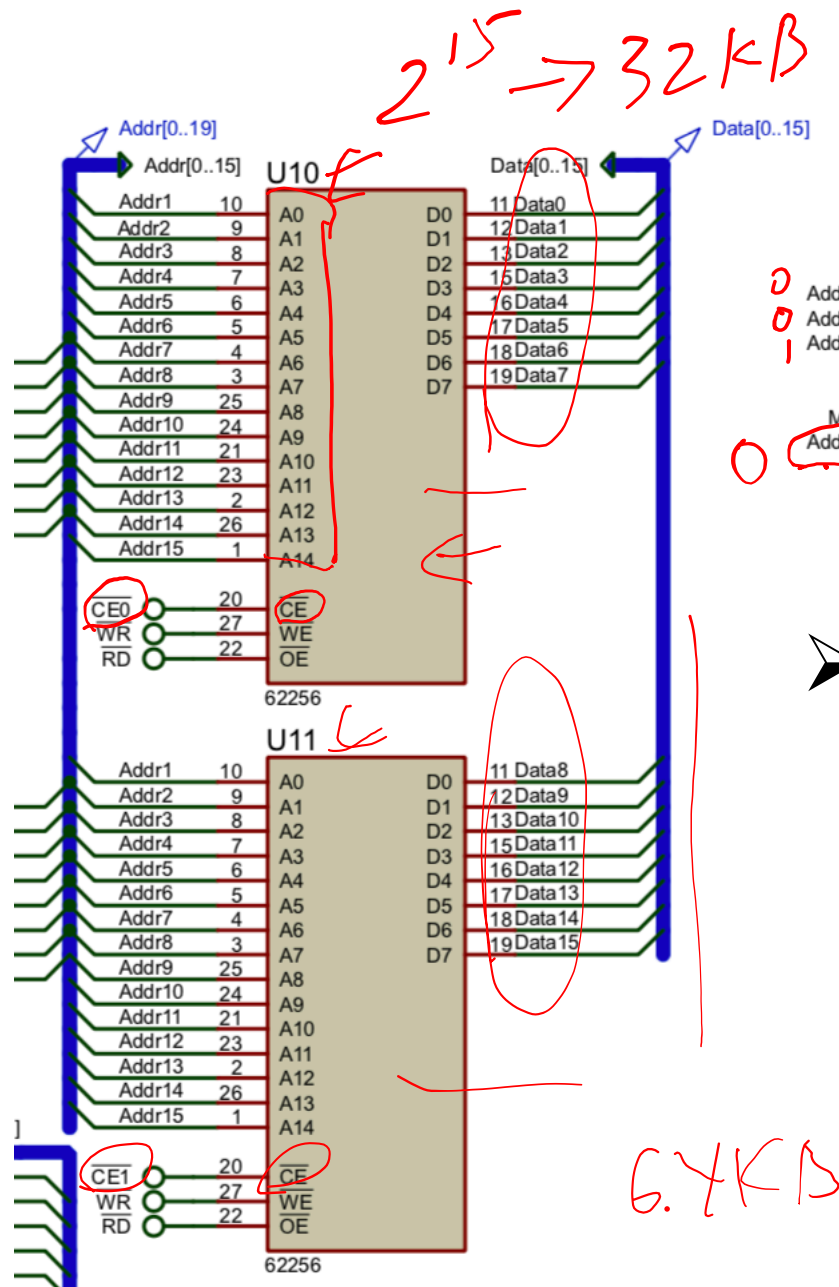 2^15 → 32KB
Addr[0..19]
Data[0..15]
Addr[0..15]
U10
Data[0..15]
Addr1 10 A0 D0 11 Data0
Addr2 9 A1 D1 12 Data1
Addr3 8 A2 D2 13 Data2
Addr4 7 A3 D3 15 Data3
Addr5 6 A4 D4 16 Data4
Addr6 5 A5 D5 17 Data5
Addr7 4 A6 D6 18 Data6
Addr8 3 A7 D7 19 Data7
Addr9 25 A8
Addr10 24 A9
Addr11 21 A10
Addr12 23 A11
Addr13 2 A12
Addr14 26 A13
Addr15 1 A14
CE0 20 CE
WR 27 WE
RD 22 OE
62256
0 Add
0 Add
1 Add
M
0 Add
U11
Addr1 10 A0 D0 11 Data8
Addr2 9 A1 D1 12 Data9
Addr3 8 A2 D2 13 Data10
Addr4 7 A3 D3 15 Data11
Addr5 6 A4 D4 16 Data12
Addr6 5 A5 D5 17 Data13
Addr7 4 A6 D6 18 Data14
Addr8 3 A7 D7 19 Data15
Addr9 25 A8
Addr10 24 A9
Addr11 21 A10
Addr12 23 A11
Addr13 2 A12
Addr14 26 A13
Addr15 1 A14
]
CE1 20 CE
WR 27 WE
RD 22 OE
62256
64KB